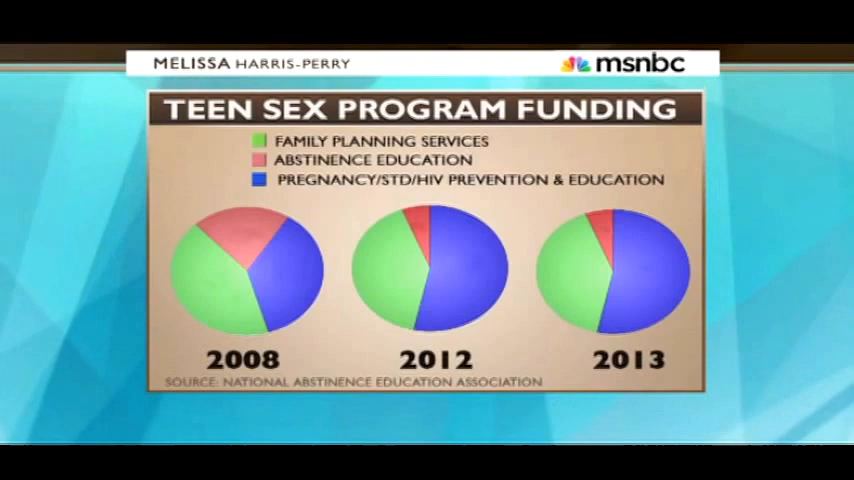 MELISSA HARRIS-PERRY
msnbc
TEEN SEX PROGRAM FUNDING
FAMILY PLANNING SERVICES
ABSTINENCE EDUCATION
PREGNANCY/STD/HIV PREVENTION & EDUCATION
2008 2012 2013
SOURCE: NATIONAL ABSTINENCE EDUCATION ASSOCIATION